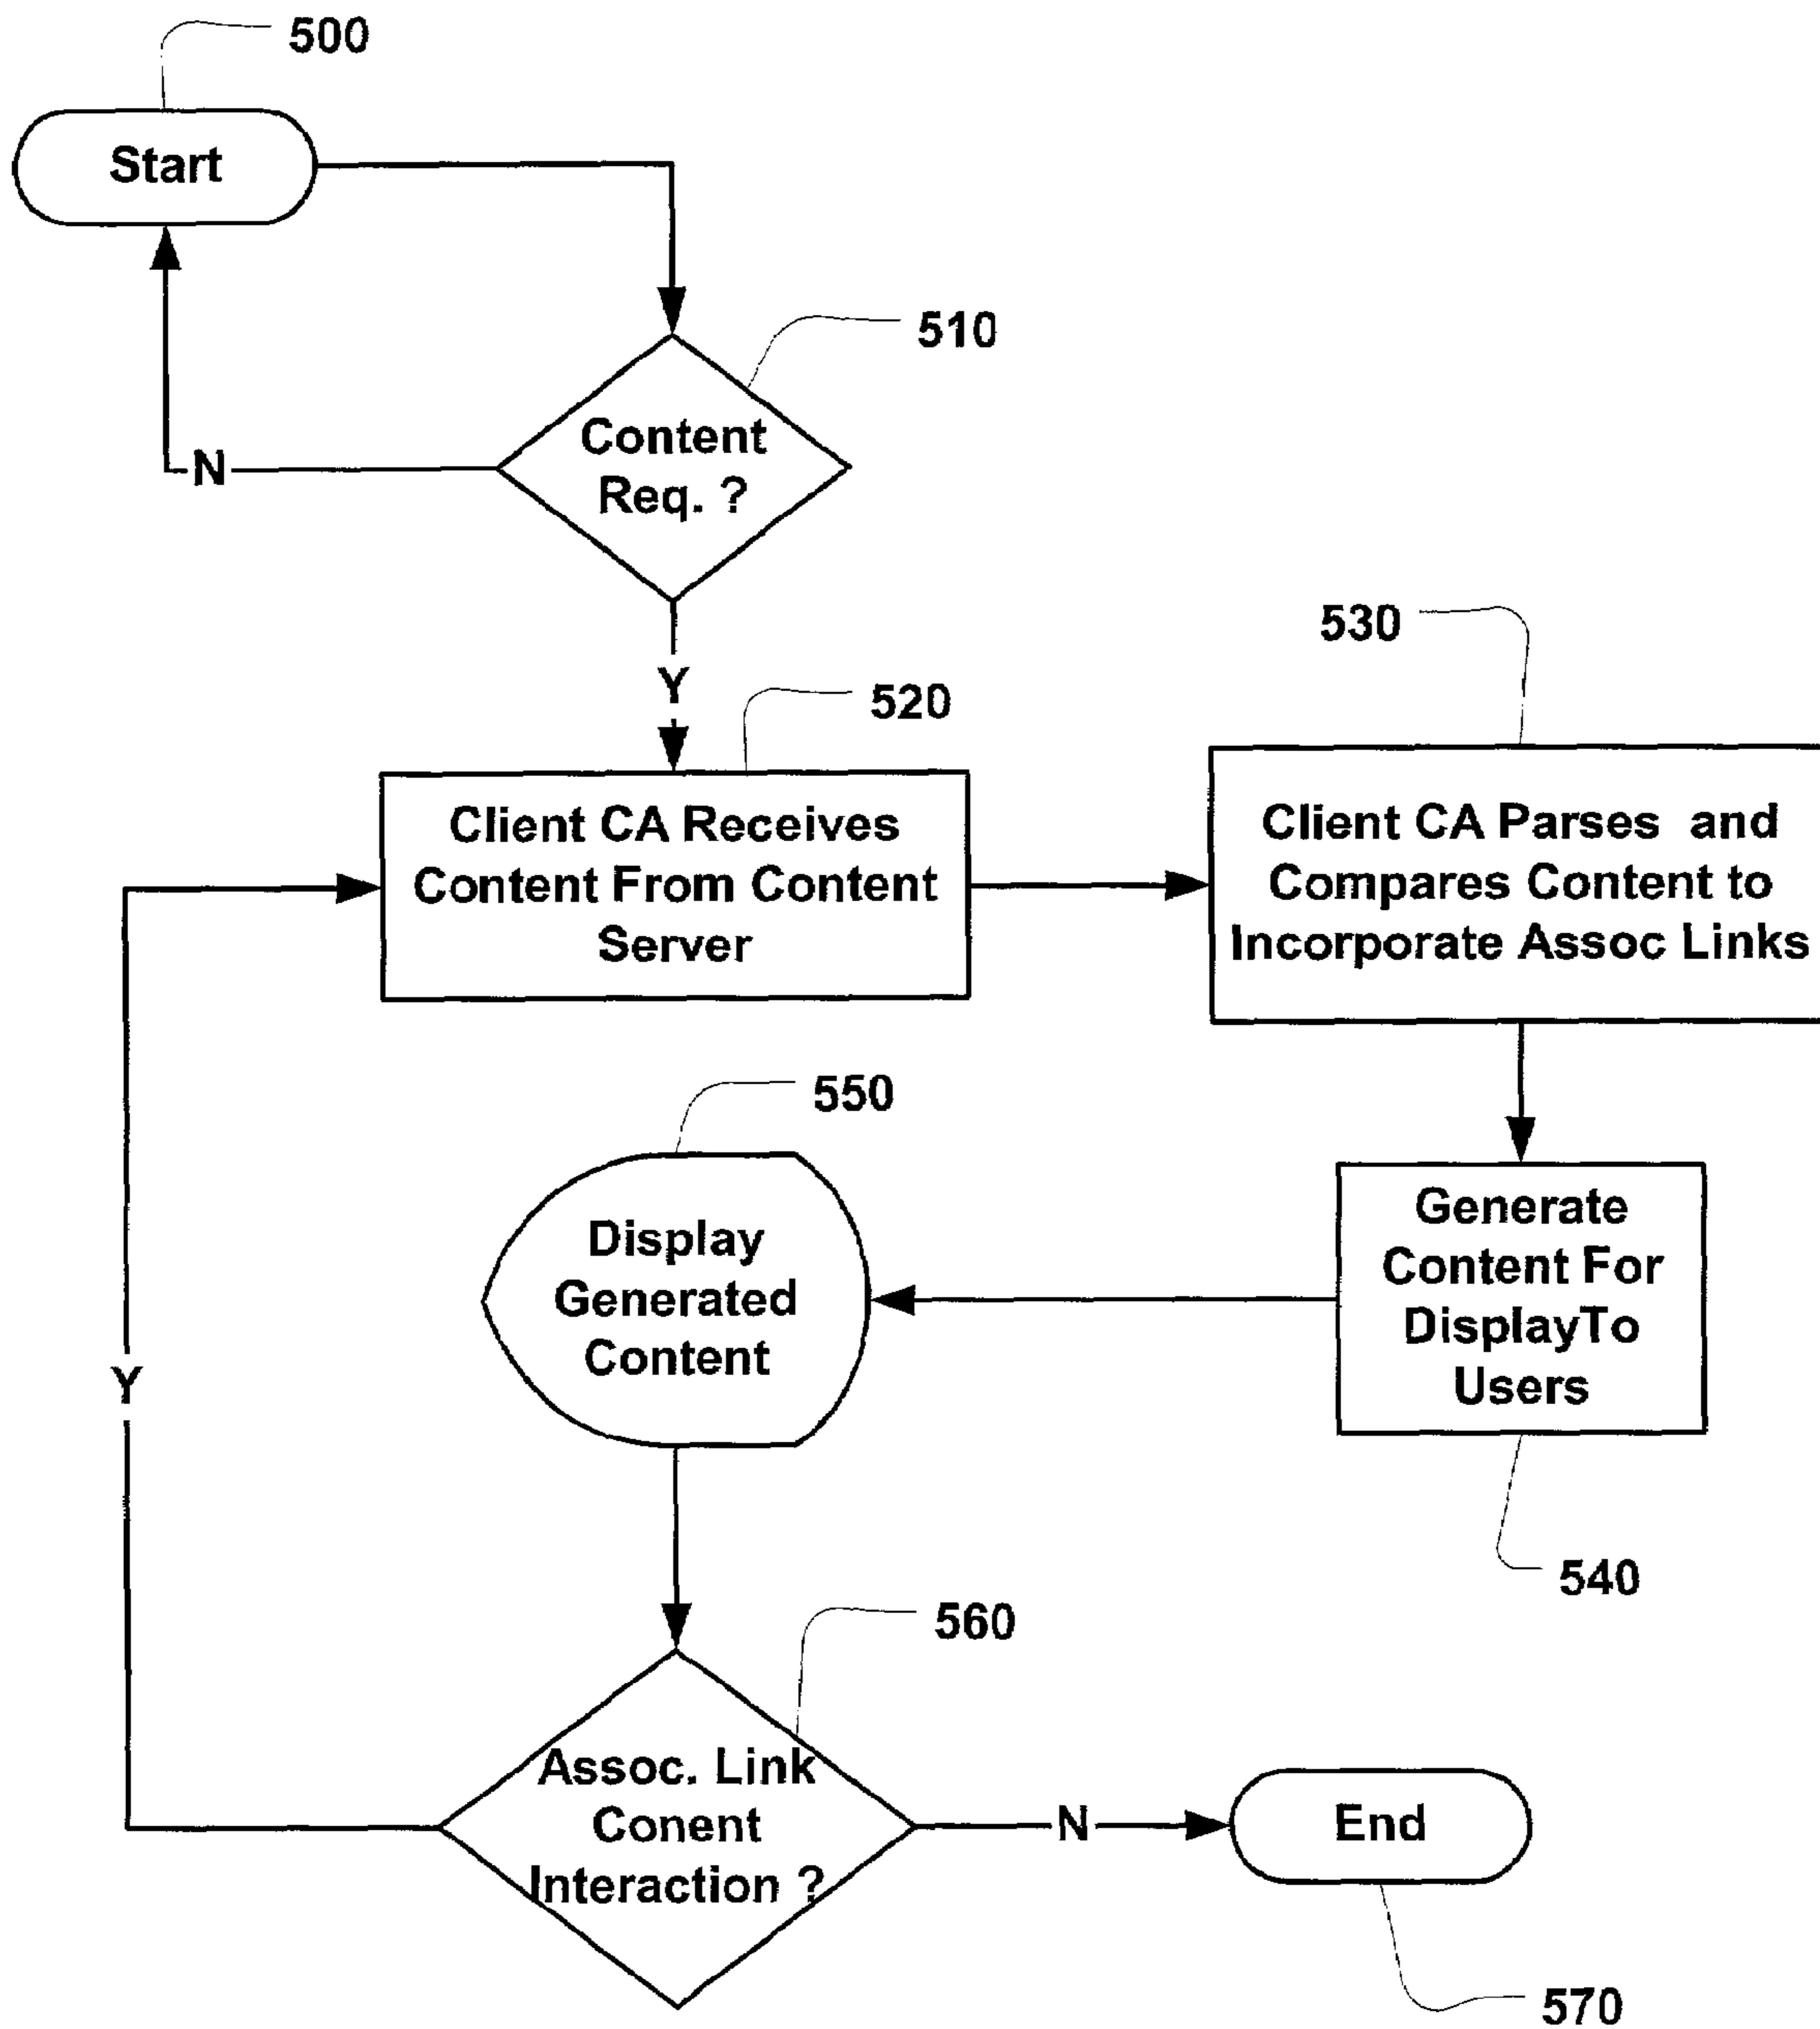 500
Start
510
Content
Req. ?
N
Y
520
Client CA Receives
Content From Content
Server
530
Client CA Parses and
Compares Content to
Incorporate Assoc Links
550
Display
Generated
Content
Generate
Content For
DisplayTo
Users
540
Y
560
Assoc. Link
Conent
Interaction ?
N
End
570